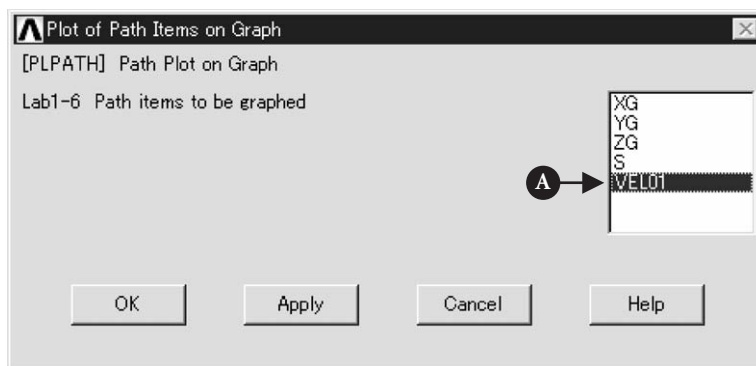 Plot of Path Items on Graph
[PLPATH] Path Plot on Graph
Lab1-6 Path items to be graphed
XG
YG
ZG
S
A
VEL01
OK
Apply
Cancel
Help